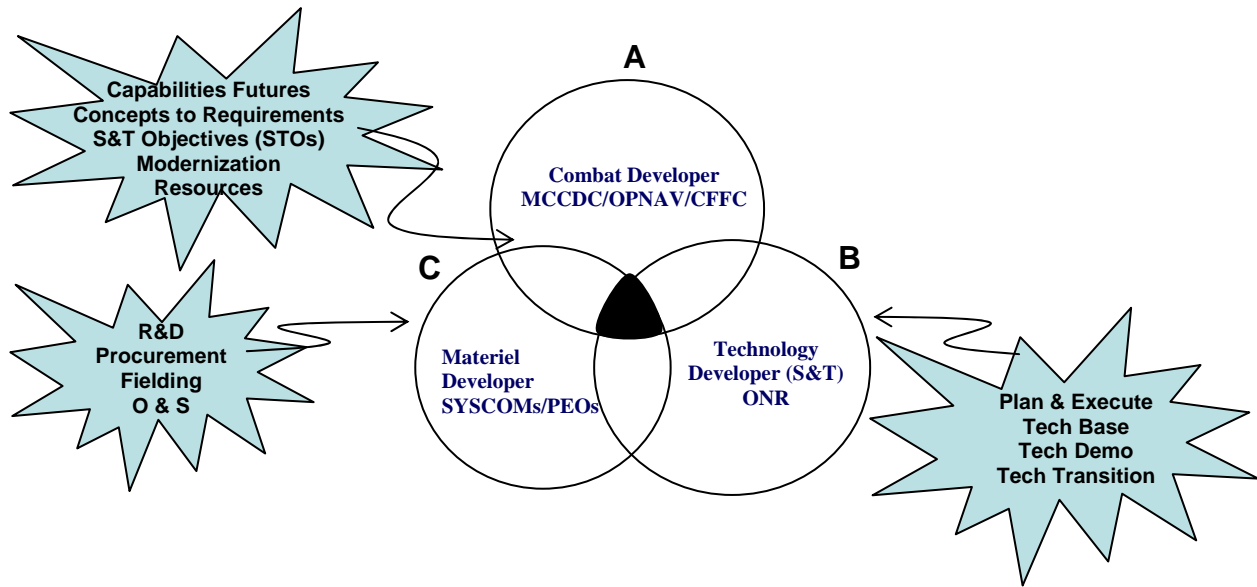 A
Capabilities Futures
Concepts to Requirements
S&T Objectives (STOs)
Modernization
Resources
Combat Developer
MCCDC/OPNAV/CFFC
C
B
R&D
Procurement
Fielding
O & S
Materiel
Developer
SYSCOMs/PEOs
Technology
Developer (S&T)
ONR
Plan & Execute
Tech Base
Tech Demo
Tech Transition